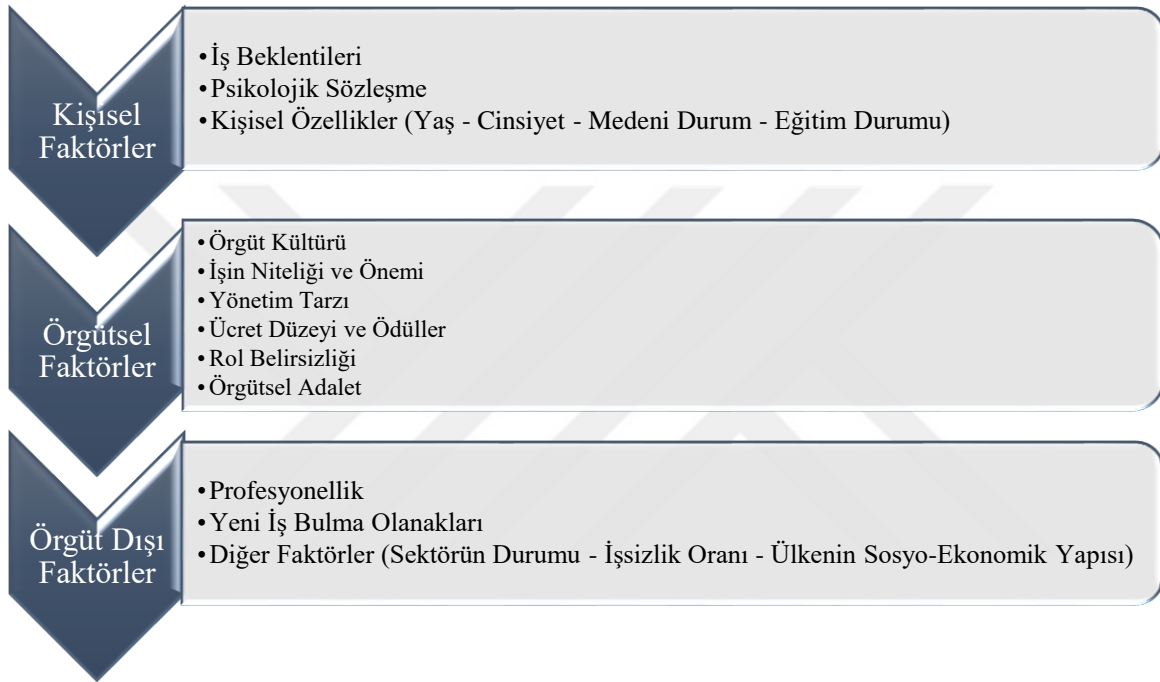 Kişisel
Faktörler
•İş Beklentileri
•Psikolojik Sözleşme
•Kişisel Özellikler (Yaş - Cinsiyet - Medeni Durum - Eğitim Durumu)
Örgütsel
Faktörler
•Örgüt Kültürü
•İşin Niteliği ve Önemi
•Yönetim Tarzı
•Ücret Düzeyi ve Ödüller
•Rol Belirsizliği
•Örgütsel Adalet
Örgüt Dışı
Faktörler
•Profesyonellik
•Yeni İş Bulma Olanakları
•Diğer Faktörler (Sektörün Durumu - İşsizlik Oranı - Ülkenin Sosyo-Ekonomik Yapısı)